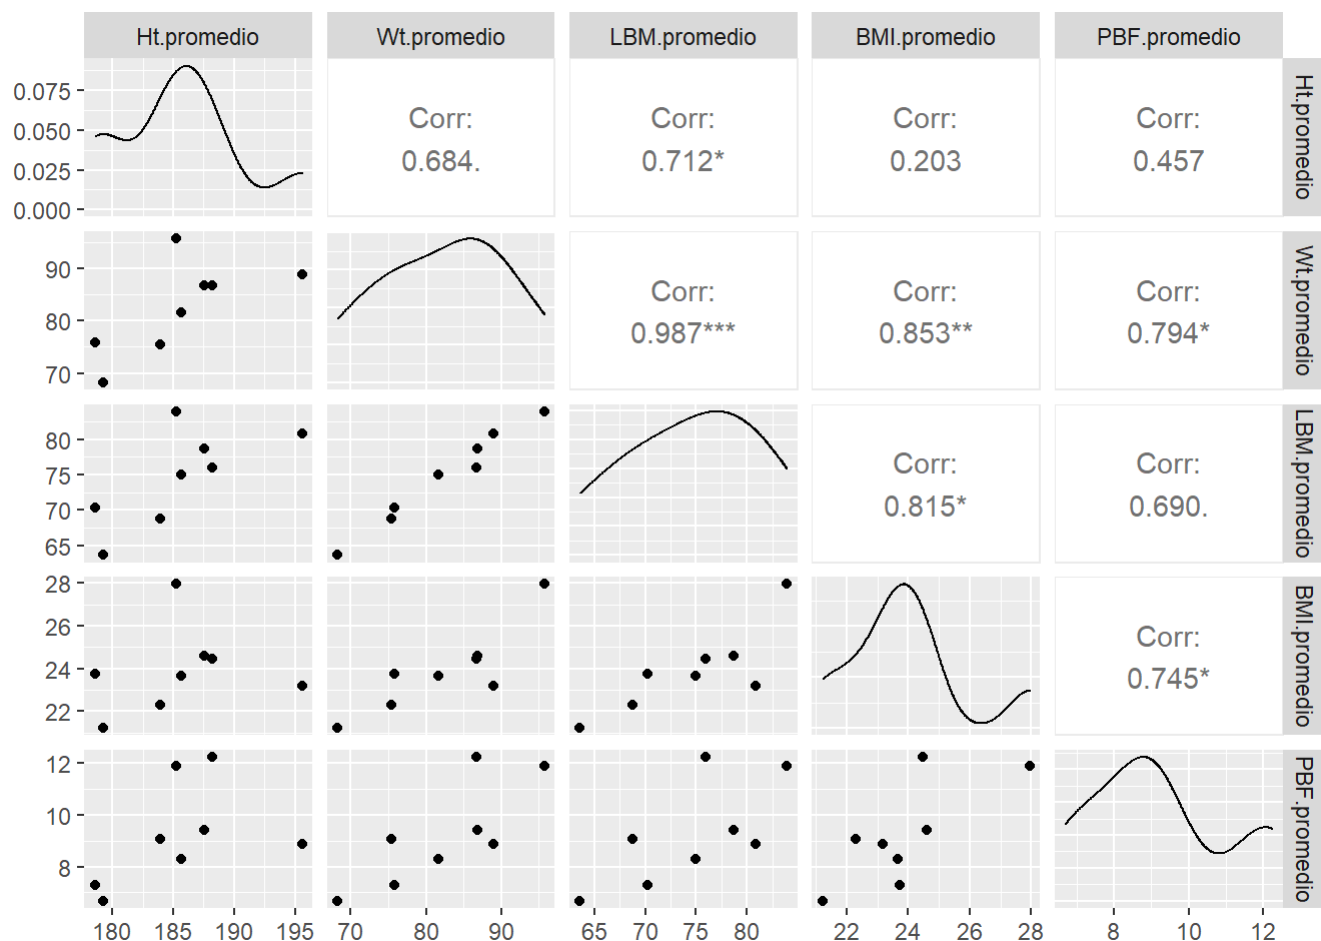 Ht.promedio Wt.promedio LBM.promedio BMI.promedio PBF.promedio
0.075
0.050
0.025
0.000
Corr:
0.684.
Corr:
0.712*
Corr:
0.203
Corr:
0.457
Ht.promedio
90
80
70
Corr:
0.987***
Corr:
0.853**
Corr:
0.794*
Wt.promedio
80
75
70
65
Corr:
0.815*
Corr:
0.690.
LBM.promedio
28
26
24
22
Corr:
0.745*
BMI.promedio
12
10
8
PBF.promedio
180 185 190 195 70 80 90 65 70 75 80 22 24 26 28 8 10 12